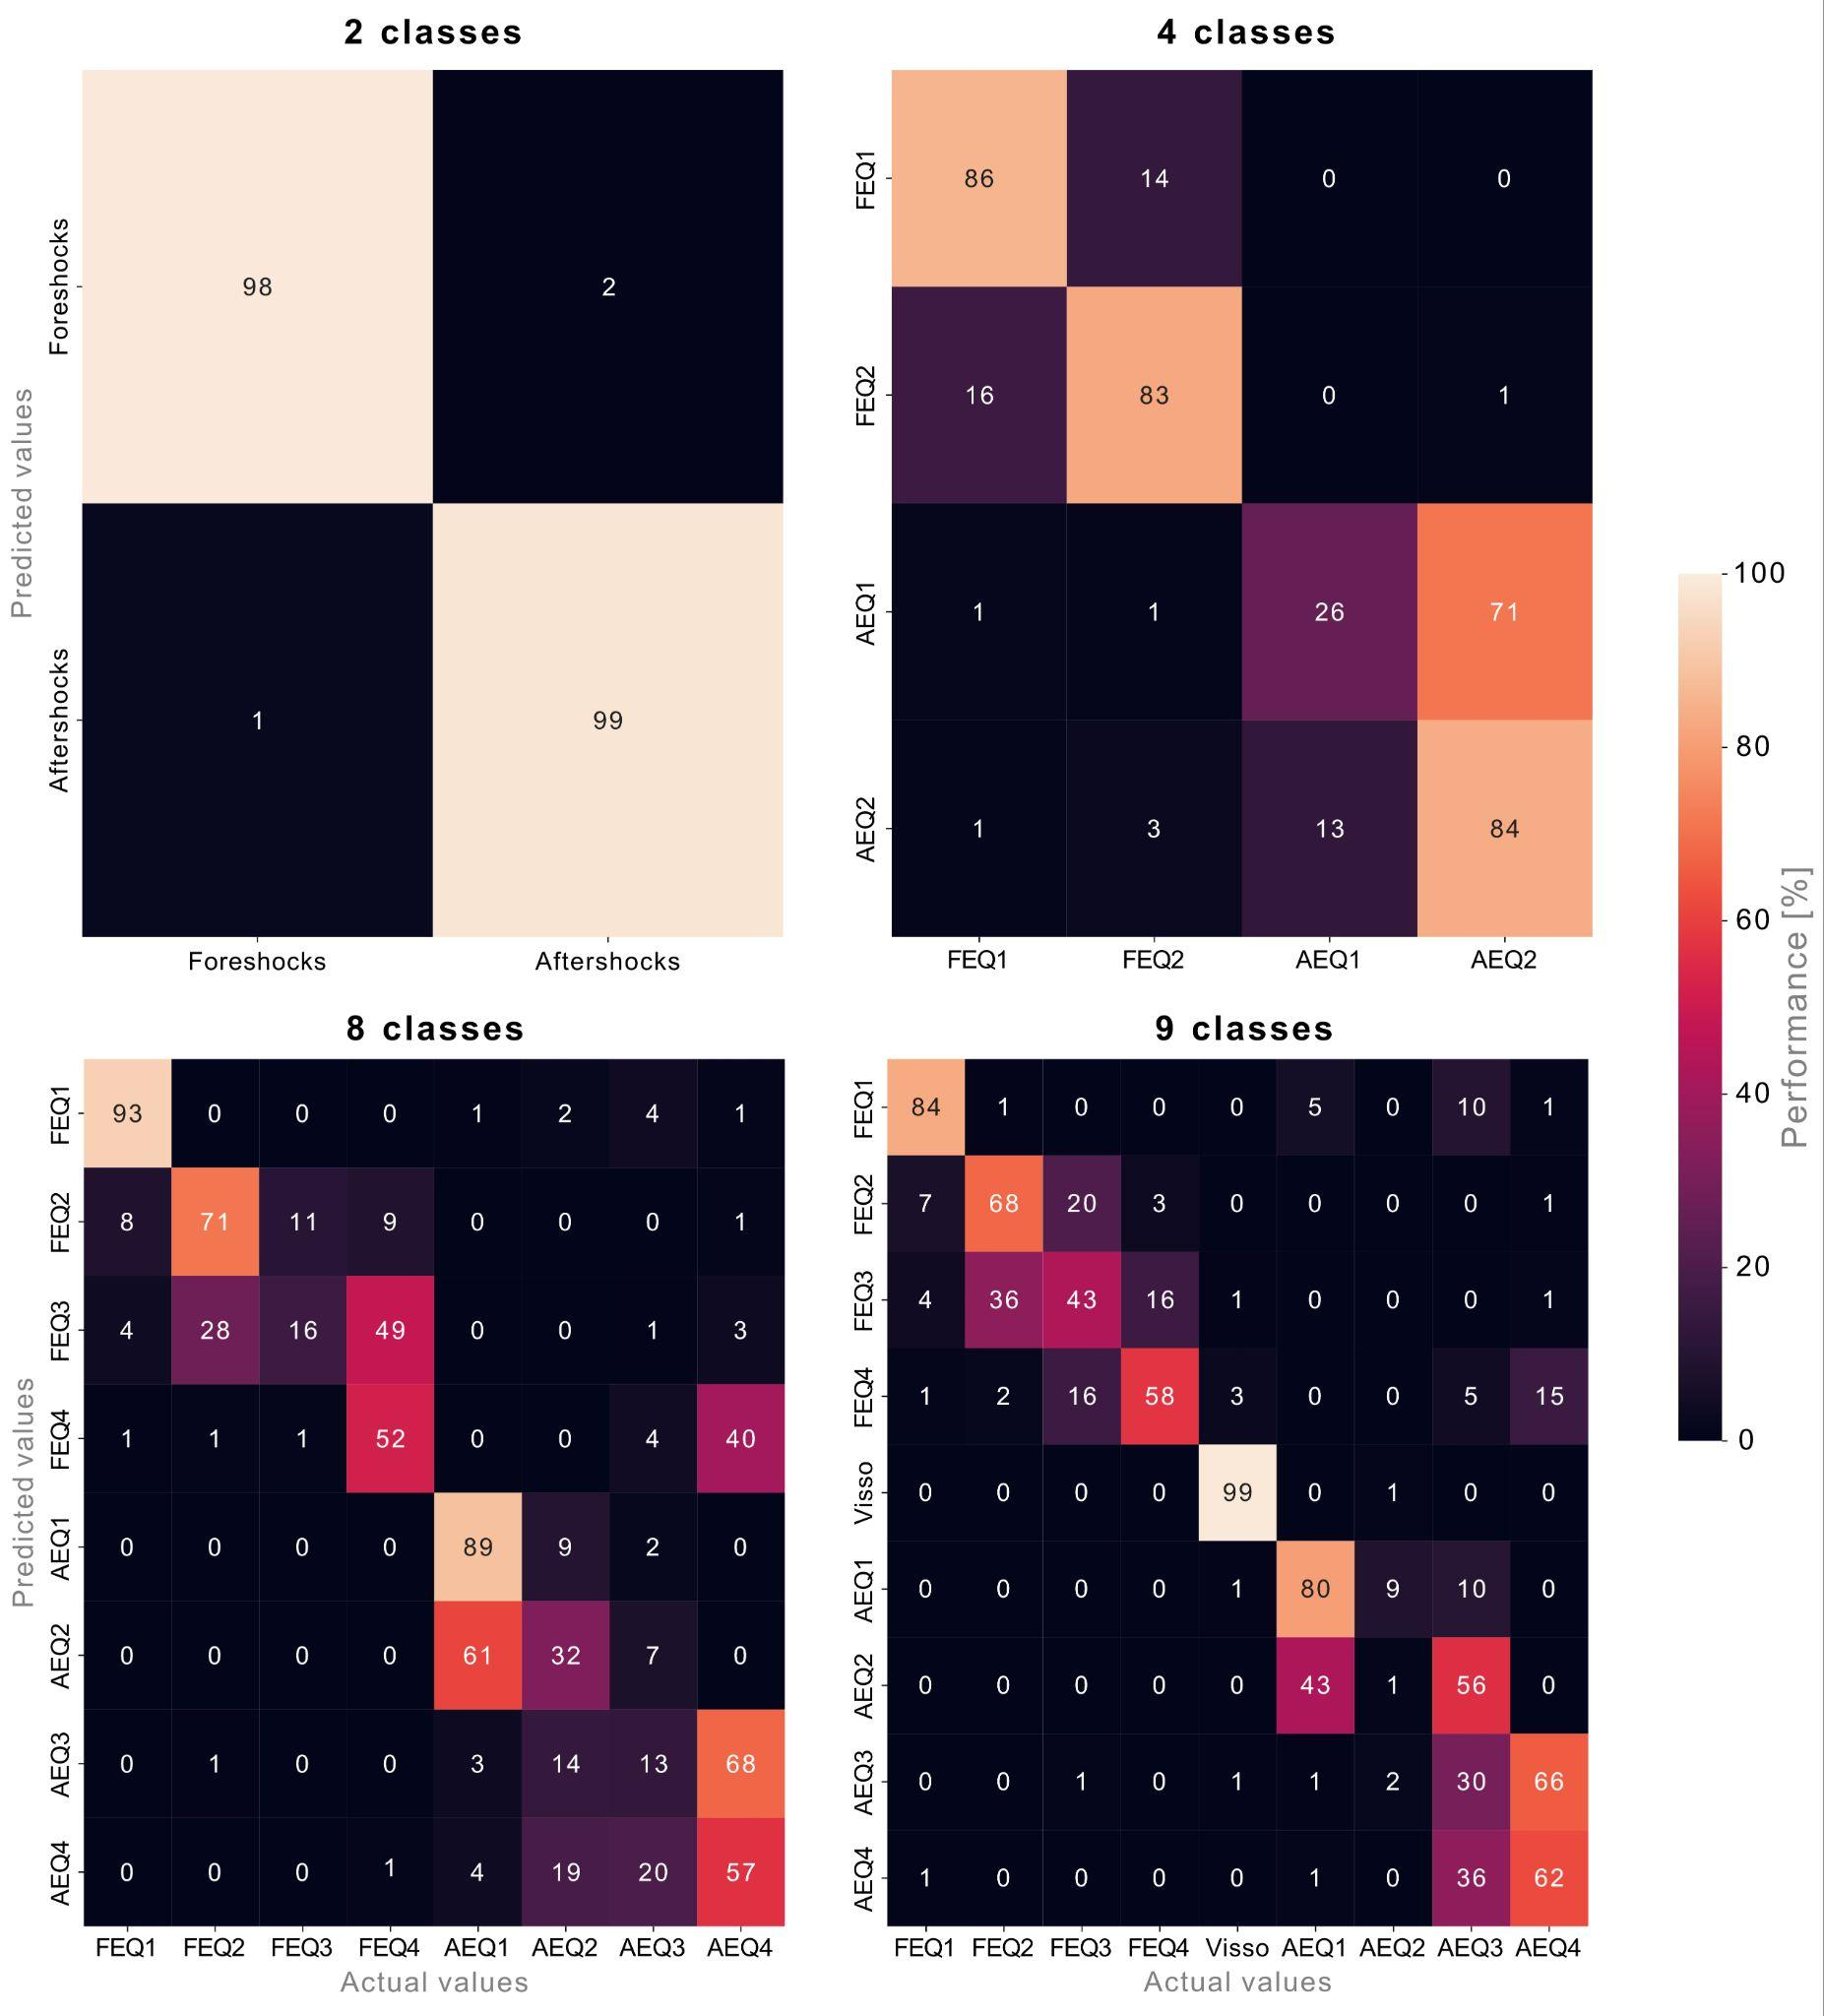 2 classes
4 classes
Predicted values
Foreshocks
98 2
Aftershocks
1 99
Foreshocks Aftershocks
FEQ1
86 14 0 0
FEQ2
16 83 0 1
AEQ1
1 1 26 71
AEQ2
1 3 13 84
FEQ1 FEQ2 AEQ1 AEQ2
100
80
60
40
20
0
Performance [%]
8 classes
9 classes
Predicted values
FEQ1 93 0 0 0 1 2 4 1
FEQ2 8 71 11 9 0 0 0 1
FEQ3 4 28 16 49 0 0 1 3
FEQ4 1 1 1 52 0 0 4 40
AEQ1 0 0 0 0 89 9 2 0
AEQ2 0 0 0 0 61 32 7 0
AEQ3 0 1 0 0 3 14 13 68
AEQ4 0 0 0 1 4 19 20 57
FEQ1 FEQ2 FEQ3 FEQ4 AEQ1 AEQ2 AEQ3 AEQ4
Actual values
FEQ1 84 1 0 0 0 5 0 10 1
FEQ2 7 68 20 3 0 0 0 0 1
FEQ3 4 36 43 16 1 0 0 0 1
FEQ4 1 2 16 58 3 0 0 5 15
Visso 0 0 0 0 99 0 1 0 0
AEQ1 0 0 0 0 1 80 9 10 0
AEQ2 0 0 0 0 0 43 1 56 0
AEQ3 0 0 1 0 1 1 2 30 66
AEQ4 1 0 0 0 0 1 0 36 62
FEQ1 FEQ2 FEQ3 FEQ4 Visso AEQ1 AEQ2 AEQ3 AEQ4
Actual values